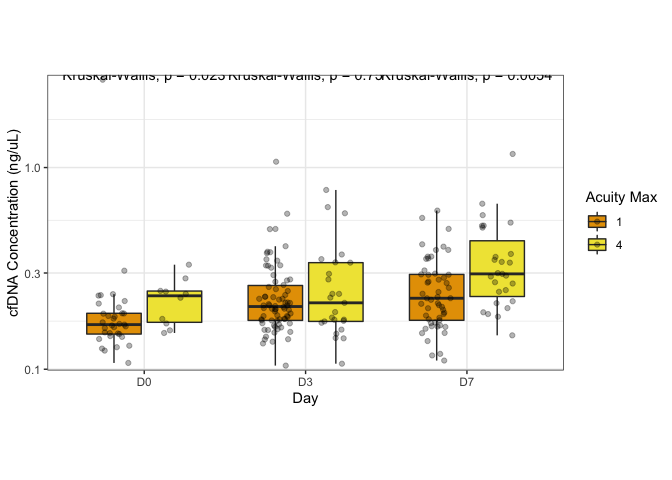 Kruskal-Wallis, p = 0.023 Kruskal-Wallis, p = 0.75 Kruskal-Wallis, p = 0.0034
cfDNA Concentration (ng/uL)
1.0
0.3
0.1
D0 D3 D7
Day
Acuity Max
1
4